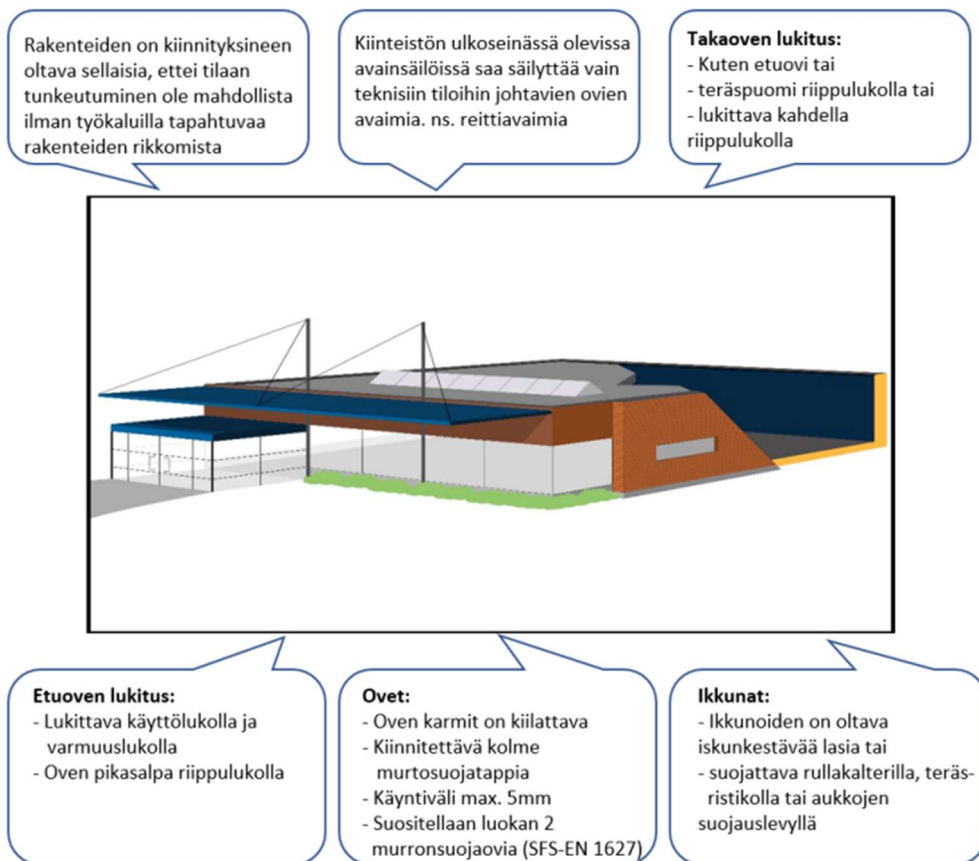 Rakenteiden on kiinnityksineen
oltava sellaisia, ettei tilaan
tunkeutuminen ole mahdollista
ilman työkaluilla tapahtuvaa
rakenteiden rikkomista
Kiinteistön ulkoseinässä olevissa
avainsäilöissä saa säilyttää vain
teknisiin tiloihin johtavien ovien
avaimia. ns. reittiavaimia
Takaoven lukitus:
- Kuten etuovi tai
- teräspuomi riippulukolla tai
- lukittava kahdella
riippulukolla
Etuoven lukitus:
- Lukittava käyttölukolla ja
varmuuslukolla
- Oven pikasalpa riippulukolla
Ovet:
- Oven karmit on kiilattava
- Kiinnitettävä kolme
murtosuojatappia
- Käyntiväli max. 5mm
- Suositellaan luokan 2
murronsuojaovia (SFS-EN 1627)
Ikkunat:
- Ikkunoiden on oltava
iskunkestävää lasia tai
- suojattava rullakalterilla, teräs-
ristikolla tai aukkojen
suojauslevyllä